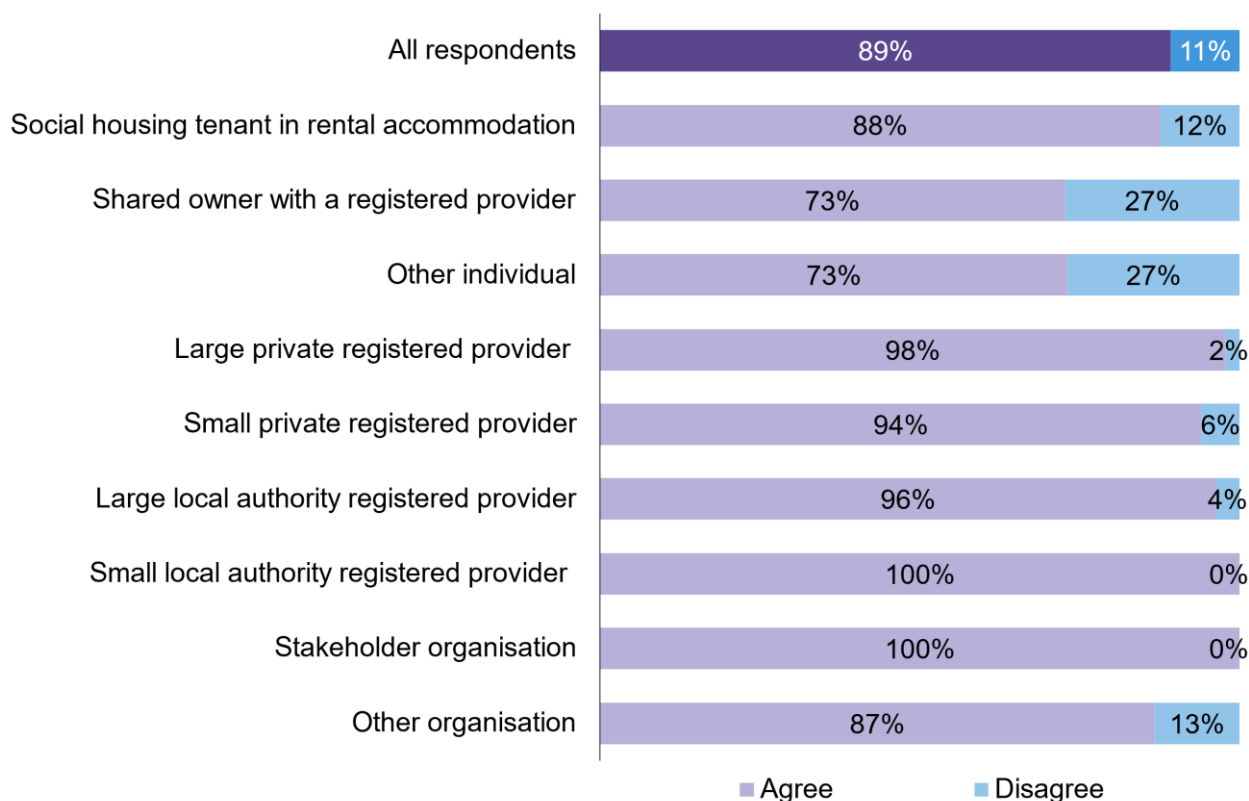 All respondents 89% 11%
Social housing tenant in rental accommodation 88% 12%
Shared owner with a registered provider 73% 27%
Other individual 73% 27%
Large private registered provider 98% 2%
Small private registered provider 94% 6%
Large local authority registered provider 96% 4%
Small local authority registered provider 100% 0%
Stakeholder organisation 100% 0%
Other organisation 87% 13%
Agree Disagree